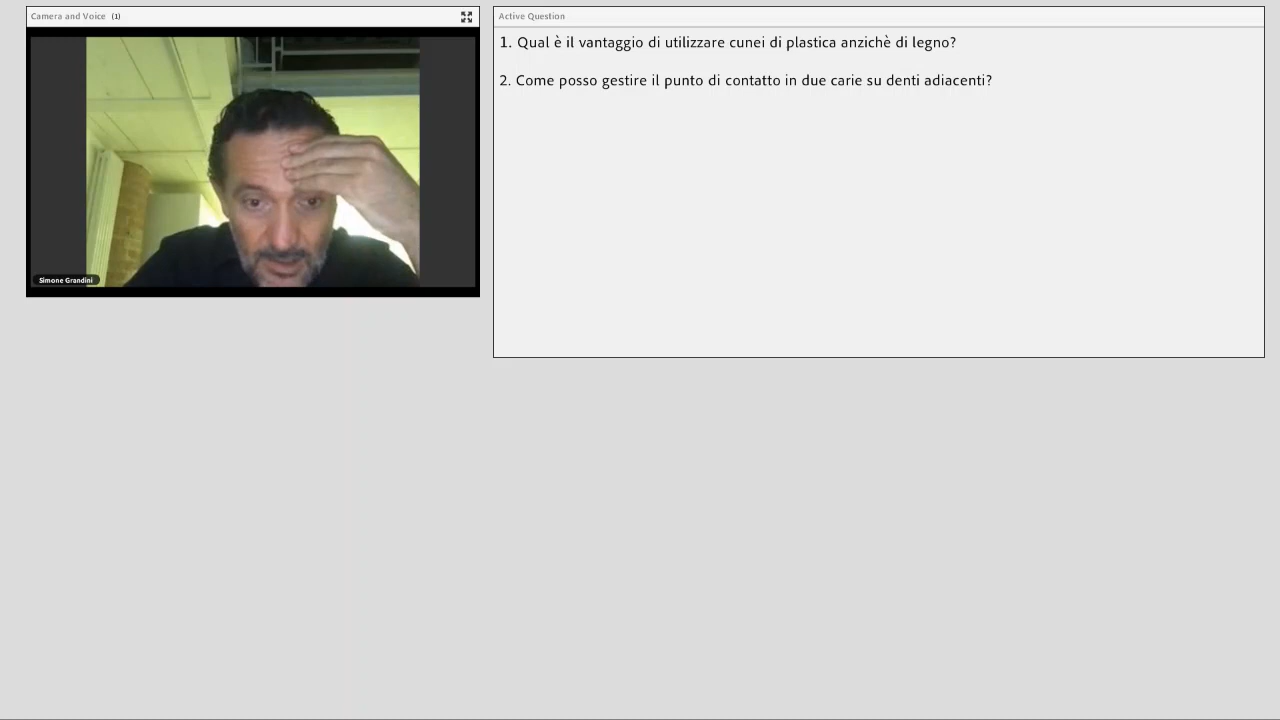 Camera and Voice (1)
Simone Grandini
Active Question
1. Qual è il vantaggio di utilizzare cunei di plastica anzichè di legno?
2. Come posso gestire il punto di contatto in due carie su denti adiacenti?